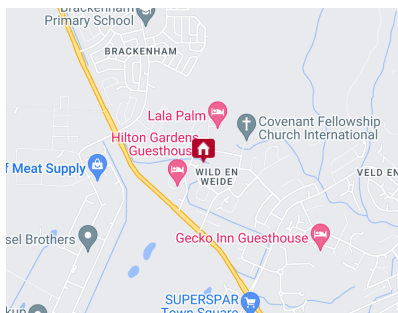 Brackenham
Primary School
BRACKENHAM
Lala Palm
Covenant Fellowship
Church International
Hilton Gardens
Guesthouse
f Meat Supply
WILD EN
WEIDE
VELD EN
sel Brothers
Gecko Inn Guesthouse
SUPERSPAR
Town Square
kup